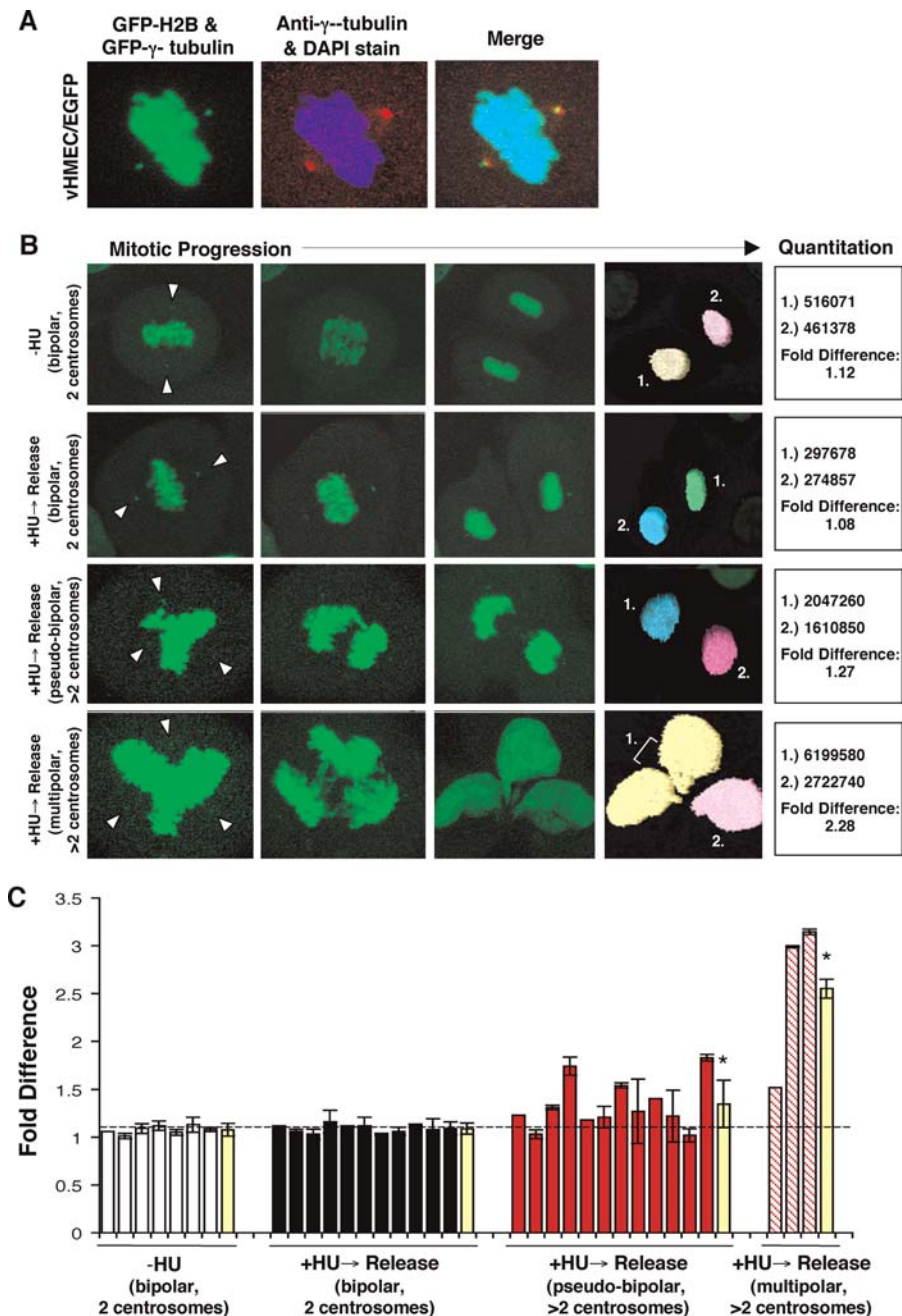 A
GFP-H2B &
GFP-γ- tubulin
Anti-γ--tubulin
& DAPI stain
Merge
vHMEC/EGFP
B
Mitotic Progression
Quantitation
-HU
(bipolar,
2 centrosomes)
2.
1.
1.) 516071
2.) 461378
Fold Difference:
1.12
+HU→ Release
(bipolar,
2 centrosomes)
1.
2.
1.) 297678
2.) 274857
Fold Difference:
1.08
+HU→ Release
(pseudo-bipolar,
>2 centrosomes)
1.
2.
1.) 2047260
2.) 1610850
Fold Difference:
1.27
+HU→ Release
(multipolar,
>2 centrosomes)
1.
2.
1.) 6199580
2.) 2722740
Fold Difference:
2.28
C
Fold Difference
3.5
3
2.5
2
1.5
1
0.5
0
*
*
-HU
(bipolar,
2 centrosomes)
+HU→ Release
(bipolar,
2 centrosomes)
+HU→ Release
(pseudo-bipolar,
>2 centrosomes)
+HU→ Release
(multipolar,
>2 centrosomes)